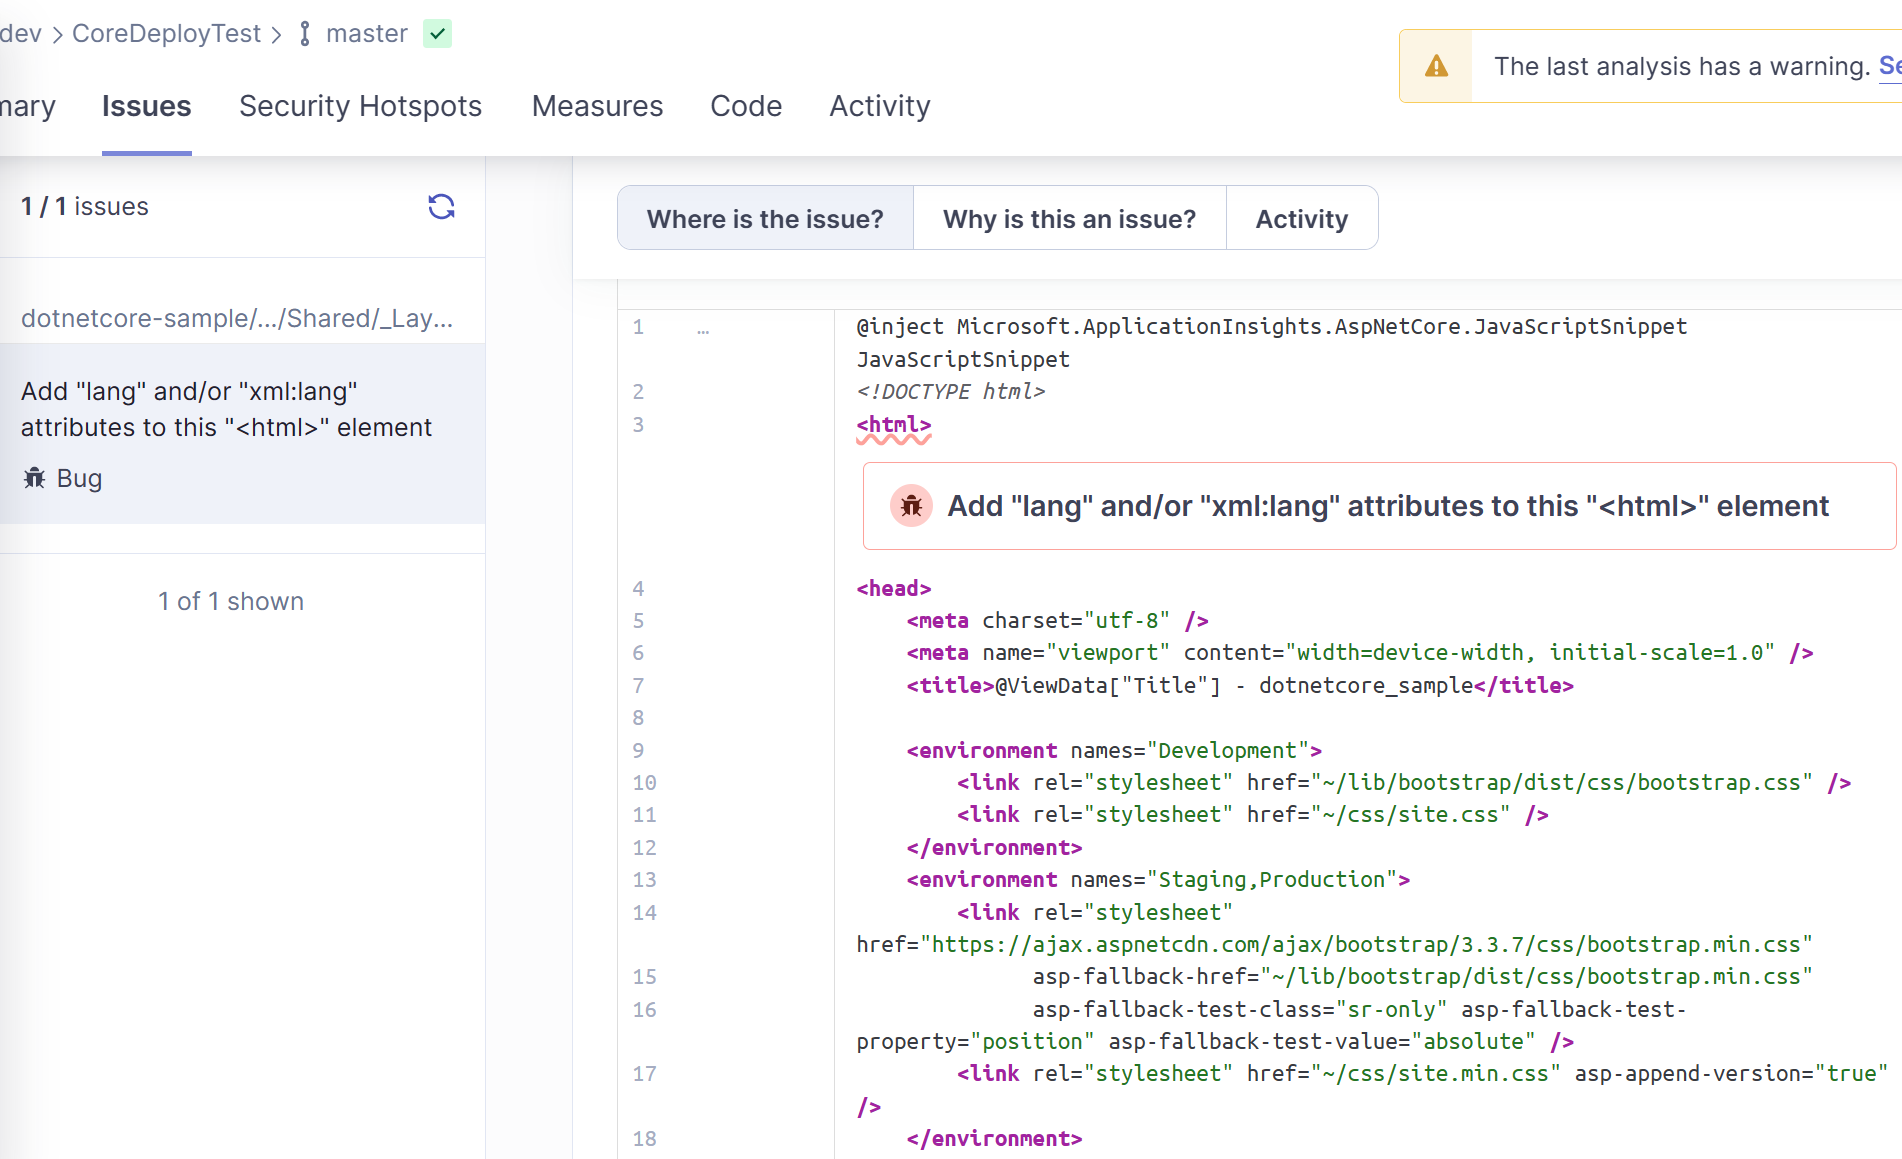 dev > CoreDeployTest > master
The last analysis has a warning.
Issues Security Hotspots Measures Code Activity
1 / 1 issues
Where is the issue? Why is this an issue? Activity
dotnetcore-sample/.../Shared/_Lay...
Add "lang" and/or "xml:lang"
attributes to this "<html>" element
Bug
1 of 1 shown
1 ... @inject Microsoft.ApplicationInsights.AspNetCore.JavaScriptSnippet
JavaScriptSnippet
2 <!DOCTYPE html>
3 <html>
Add "lang" and/or "xml:lang" attributes to this "<html>" element
4 <head>
5 <meta charset="utf-8" />
6 <meta name="viewport" content="width=device-width, initial-scale=1.0" />
7 <title>@ViewData["Title"] - dotnetcore_sample</title>
8
9 <environment names="Development">
10 <link rel="stylesheet" href="~/lib/bootstrap/dist/css/bootstrap.css" />
11 <link rel="stylesheet" href="~/css/site.css" />
12 </environment>
13 <environment names="Staging,Production">
14 <link rel="stylesheet"
href="https://ajax.aspnetcdn.com/ajax/bootstrap/3.3.7/css/bootstrap.min.css"
15 asp-fallback-href="~/lib/bootstrap/dist/css/bootstrap.min.css"
16 asp-fallback-test-class="sr-only" asp-fallback-test-
property="position" asp-fallback-test-value="absolute" />
17 <link rel="stylesheet" href="~/css/site.min.css" asp-append-version="true"
/>
18 </environment>